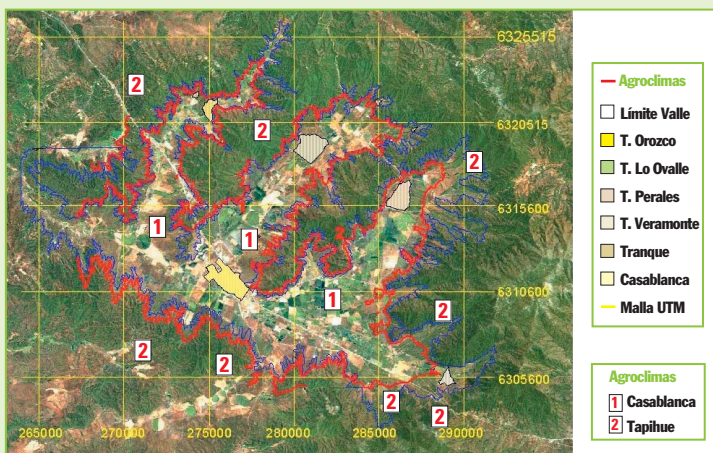 6325515
2
6320515
2
2
6315600
1
1
6310600
1
2
2
2
6305600
2
2
265000 270000 275000 280000 285000 290000
Agroclimas
Límite Valle
T. Orozco
T. Lo Ovalle
T. Perales
T. Veramonte
Tranque
Casablanca
Malla UTM
Agroclimas
1 Casablanca
2 Tapihue